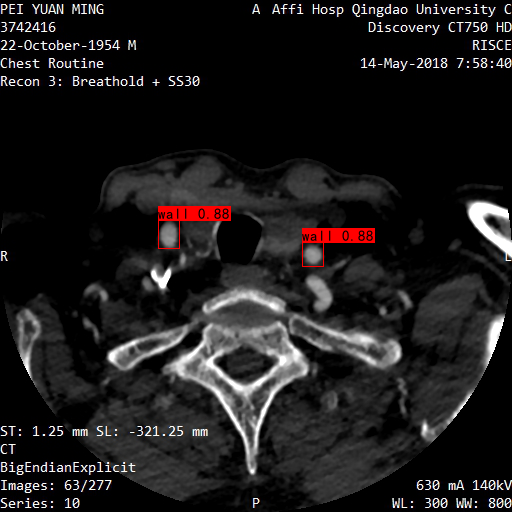 PEI YUAN MING
3742416
22-October-1954 M
Chest Routine
Recon 3: Breathold + SS30
A Affi Hosp Qingdao University C
Discovery CT750 HD
RISCE
14-May-2018 7:58:40
wall 0.88
wall 0.88
R
L
ST: 1.25 mm SL: -321.25 mm
CT
BigEndianExplicit
Images: 63/277
Series: 10
P
630 mA 140kV
WL: 300 WW: 800